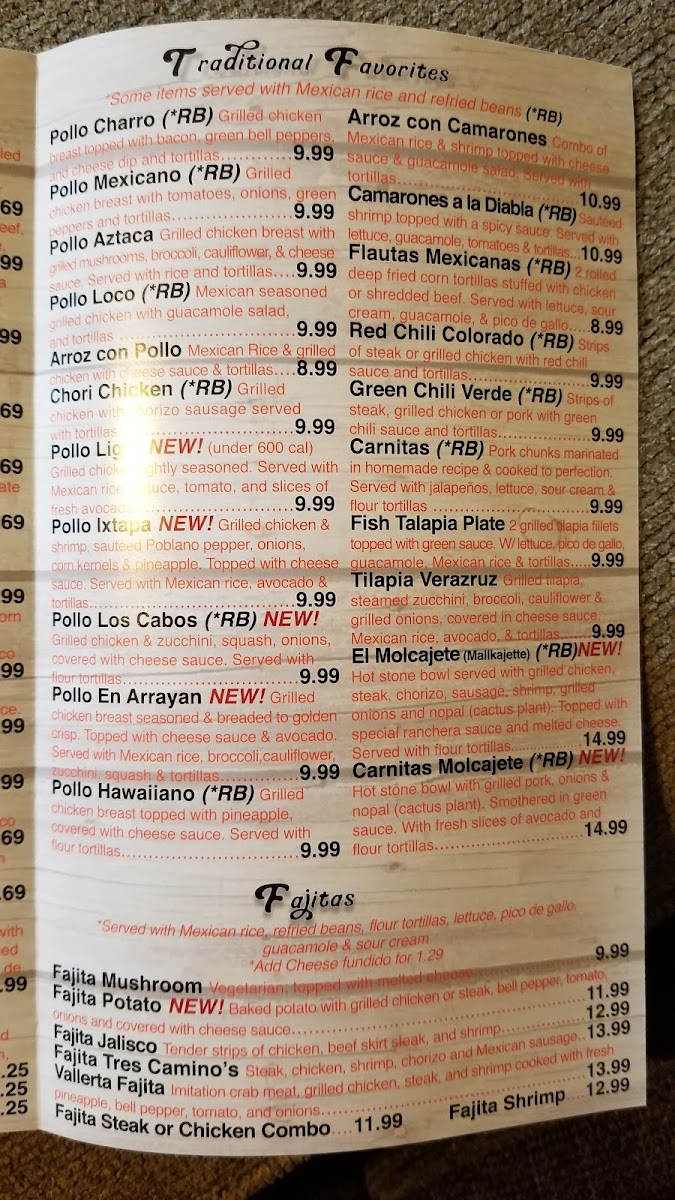 Traditional Favorites
*Some items served with Mexican rice and refried beans (*RB)
Pollo Charro (*RB) Grilled chicken
breast topped with bacon, green bell peppers,
and cheese dip and tortillas............9.99
Pollo Mexicano (*RB) Grilled
chicken breast with tomatoes, onions, green
peppers and tortillas....................9.99
Pollo Aztaca Grilled chicken breast with
grilled mushrooms, broccoli, cauliflower, & cheese
sauce. Served with rice and tortillas....9.99
Pollo Loco (*RB) Mexican seasoned
grilled chicken with guacamole salad,
and tortillas ..............................9.99
Arroz con Pollo Mexican Rice & grilled
chicken with cheese sauce & tortillas....8.99
Chori Chicken (*RB) Grilled
chicken with chorizo sausage served
with tortillas..............................9.99
Pollo NEW! (under 600 cal)
Grilled lightly seasoned. Served with
Mexican rice, lettuce, tomato, and slices of
fresh avocado..............................9.99
Pollo Ixtapa NEW! Grilled chicken &
shrimp, sauteed Poblano pepper, onions,
corn kernels & pineapple. Topped with cheese
sauce. Served with Mexican rice, avocado &
tortillas....................................9.99
Pollo Los Cabos (*RB) NEW!
Grilled chicken & zucchini, squash, onions,
covered with cheese sauce. Served with
flour tortillas..............................9.99
Pollo En Arrayan NEW! Grilled
chicken breast seasoned & breaded to golden
crisp. Topped with cheese sauce & avocado.
Served with Mexican rice, broccoli,cauliflower,
zucchini, squash & tortillas..............9.99
Pollo Hawaiiano (*RB) Grilled
chicken breast topped with pineapple,
covered with cheese sauce. Served with
flour tortillas..............................9.99
Arroz con Camarones Combo of
Mexican rice & shrimp topped with cheese
sauce & guacamole salad. Served with
tortillas....................................10.99
Camarones a la Diabla (*RB) Sautéed
shrimp topped with a spicy sauce. Served with
lettuce, guacamole, tomatoes & tortillas...10.99
Flautas Mexicanas (*RB) 2 rolled
deep fried corn tortillas stuffed with chicken
or shredded beef. Served with lettuce, sour
cream, guacamole, & pico de gallo.....8.99
Red Chili Colorado (*RB) Strips
of steak or grilled chicken with red chili
sauce and tortillas......................9.99
Green Chili Verde (*RB) Strips of
steak, grilled chicken or pork with green
chili sauce and tortillas..................9.99
Carnitas (*RB) Pork chunks marinated
in homemade recipe & cooked to perfection.
Served with jalapeños, lettuce, sour cream &
flour tortillas ............................9.99
Fish Talapia Plate 2 grilled tilapia fillets
topped with green sauce. W/ lettuce, pico de gallo,
guacamole, Mexican rice & tortillas.....9.99
Tilapia Verazruz Grilled tilapia,
steamed zucchini, broccoli, cauliflower &
grilled onions, covered in cheese sauce.
Mexican rice, avocado, & tortillas.......9.99
El Molcajete (Mallkajette) (*RB)NEW!
Hot stone bowl served with grilled chicken,
steak, chorizo, sausage, shrimp, grilled
onions and nopal (cactus plant). Topped with
special ranchera sauce and melted cheese.
Served with flour tortillas................14.99
Carnitas Molcajete (*RB) NEW!
Hot stone bowl with grilled pork, onions &
nopal (cactus plant). Smothered in green
sauce. With fresh slices of avocado and
flour tortillas..............................14.99
Fajitas
*Served with Mexican rice, refried beans, flour tortillas, lettuce, pico de gallo,
guacamole & sour cream
*Add Cheese fundido for 1.29
Fajita Mushroom Vegetarian; topped with melted cheese 9.99
Fajita Potato NEW! Baked potato with grilled chicken or steak, bell pepper, tomato,
onions and covered with cheese sauce..............................11.99
Fajita Jalisco Tender strips of chicken, beef skirt steak, and shrimp..................12.99
Fajita Tres Camino's Steak, chicken, shrimp, chorizo and Mexican sausage..13.99
Vallerta Fajita Imitation crab meat, grilled chicken, steak, and shrimp cooked with fresh
pineapple, bell pepper, tomato, and onions..............................13.99
Fajita Steak or Chicken Combo....11.99
Fajita Shrimp....12.99